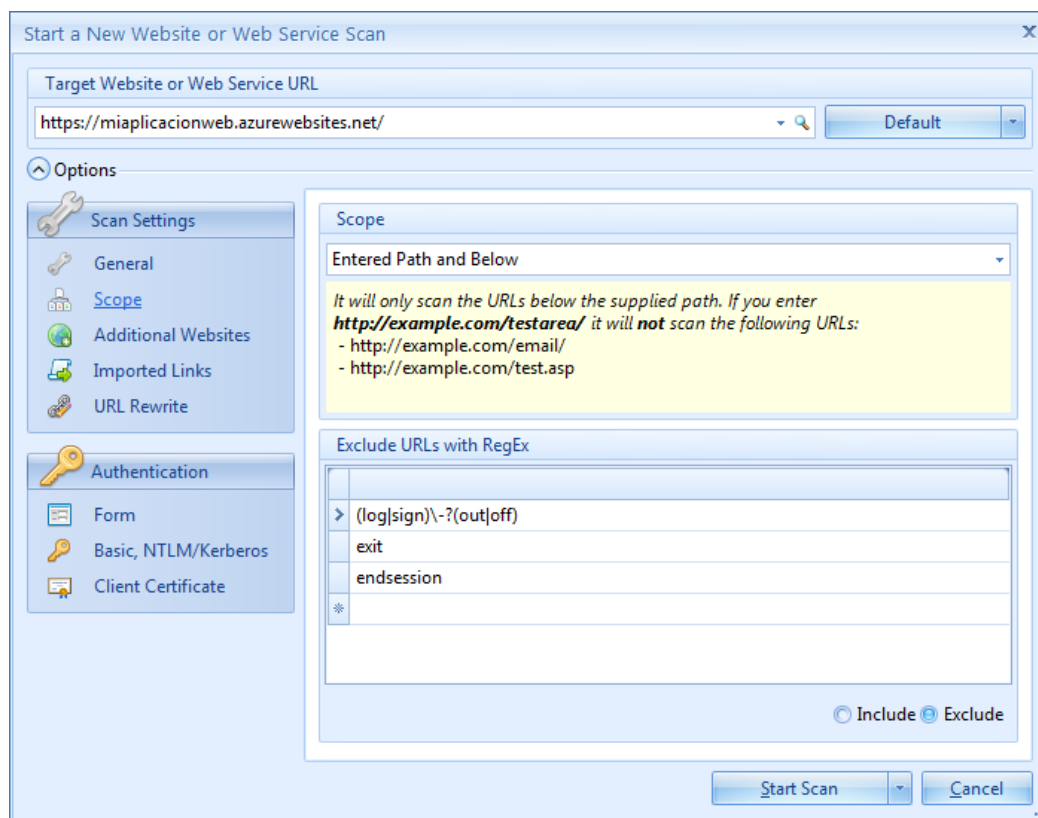 Start a New Website or Web Service Scan
Target Website or Web Service URL
https://miaplicacionweb.azurewebsites.net/
Default
Options
Scan Settings
General
Scope
Additional Websites
Imported Links
URL Rewrite
Authentication
Form
Basic, NTLM/Kerberos
Client Certificate
Scope
Entered Path and Below
It will only scan the URLs below the supplied path. If you enter
http://example.com/testarea/ it will not scan the following URLs:
- http://example.com/email/
- http://example.com/test.asp
Exclude URLs with RegEx
(log|sign)\-?(out|off)
exit
endsession
Include Exclude
Start Scan Cancel